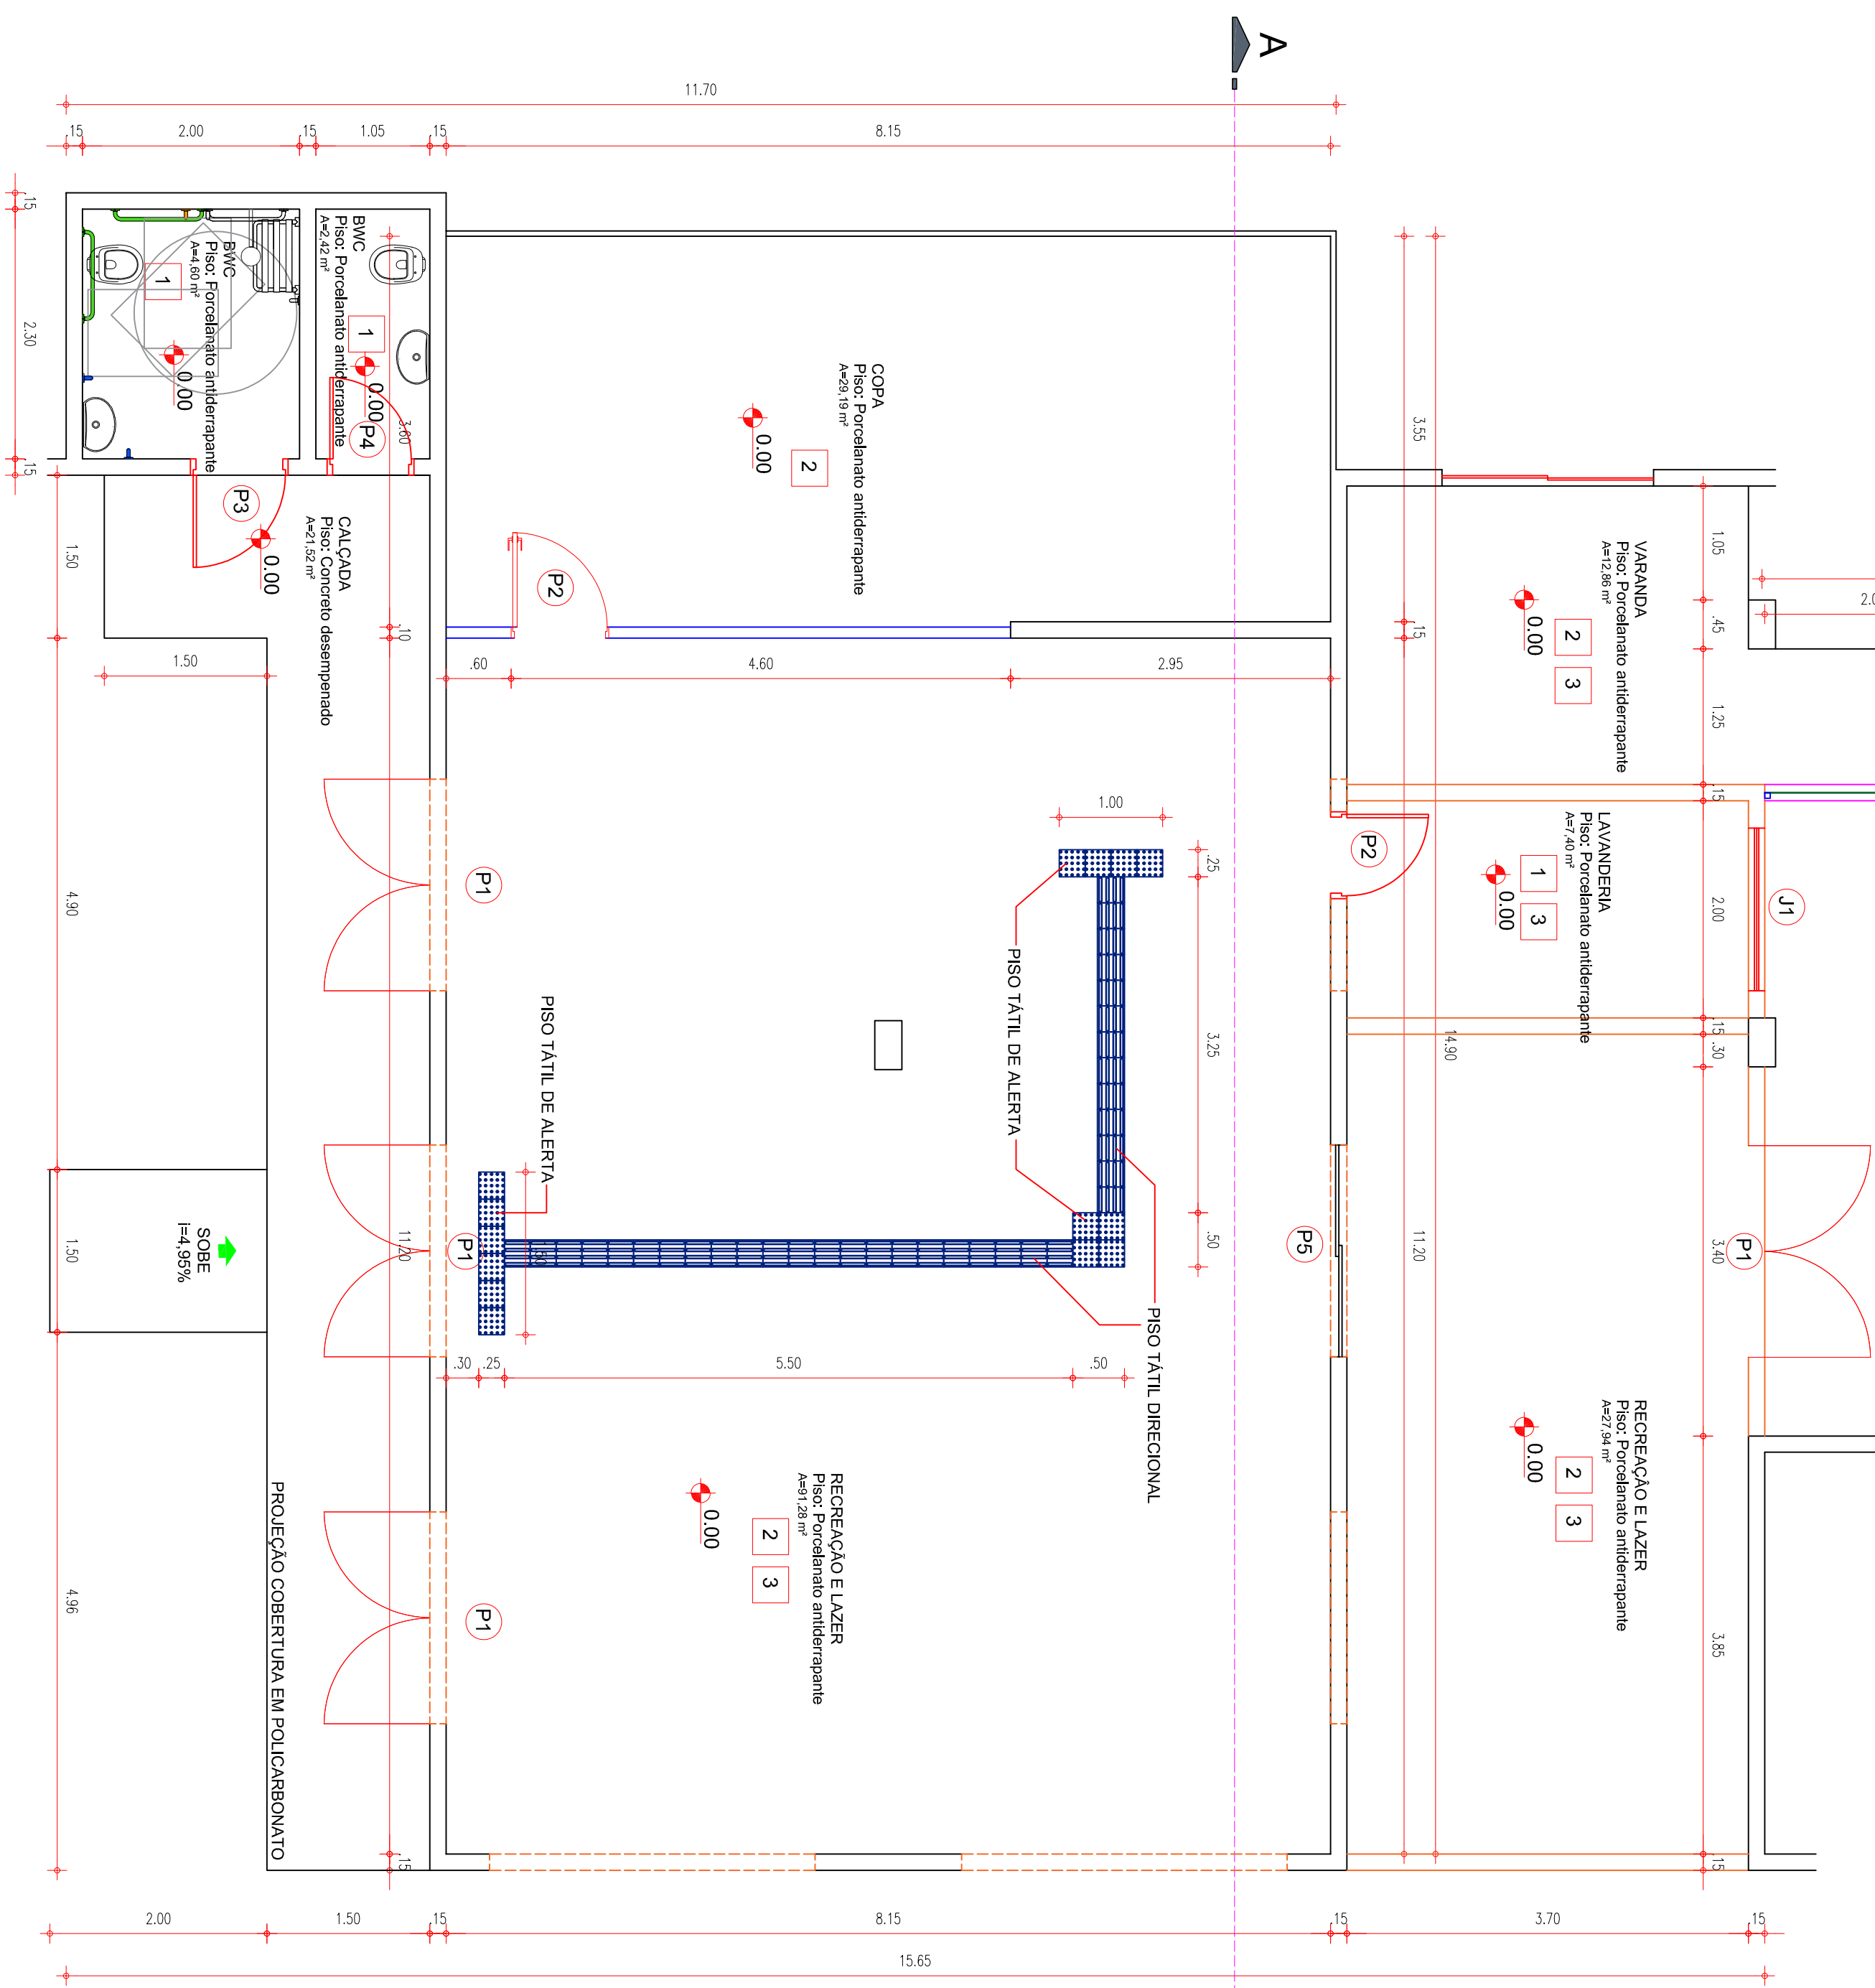 A
11.70
.15
2.00
.15
1.05
.15
8.15
.15
2.30
.15
BWC
Piso: Porcelanato antiderrapante
A=4,60 m²
1
0.00
BWC
Piso: Porcelanato antiderrapante
A=2,42 m²
1
0.00
P4
3.60
P3
0.00
CALÇADA
Piso: Concreto desempenado
A=21,52 m²
1.50
1.50
.10
COPA
Piso: Porcelanato antiderrapante
A=29,19 m²
0.00
2
P2
.60
4.60
2.95
3.55
.15
VARANDA
Piso: Porcelanato antiderrapante
A=12,86 m²
0.00
2
3
1.05
.45
1.25
.15
2.00
.15
.30
3.40
3.85
.15
LAVANDERIA
Piso: Porcelanato antiderrapante
A=7,40 m²
1
3
0.00
P2
J1
1.00
.25
3.25
.50
PISO TÁTIL DE ALERTA
PISO TÁTIL DE ALERTA
PISO TÁTIL DIRECIONAL
P1
P1
P1
P1
P5
14.90
11.20
11.20
4.90
1.50
4.96
SOBE
i=4,95%
1.50
.30
.25
5.50
.50
RECREAÇÃO E LAZER
Piso: Porcelanato antiderrapante
A=91,28 m²
0.00
2
3
RECREAÇÃO E LAZER
Piso: Porcelanato antiderrapante
A=27,94 m²
0.00
2
3
PROJEÇÃO COBERTURA EM POLICARBONATO
.15
2.00
1.50
.15
8.15
.15
3.70
.15
15.65